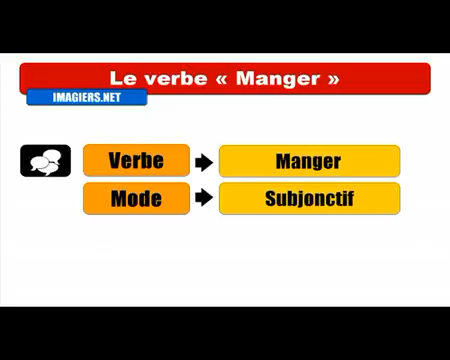 Le verbe « Manger »
IMAGIERS.NET
Verbe Manger
Mode Subjonctif